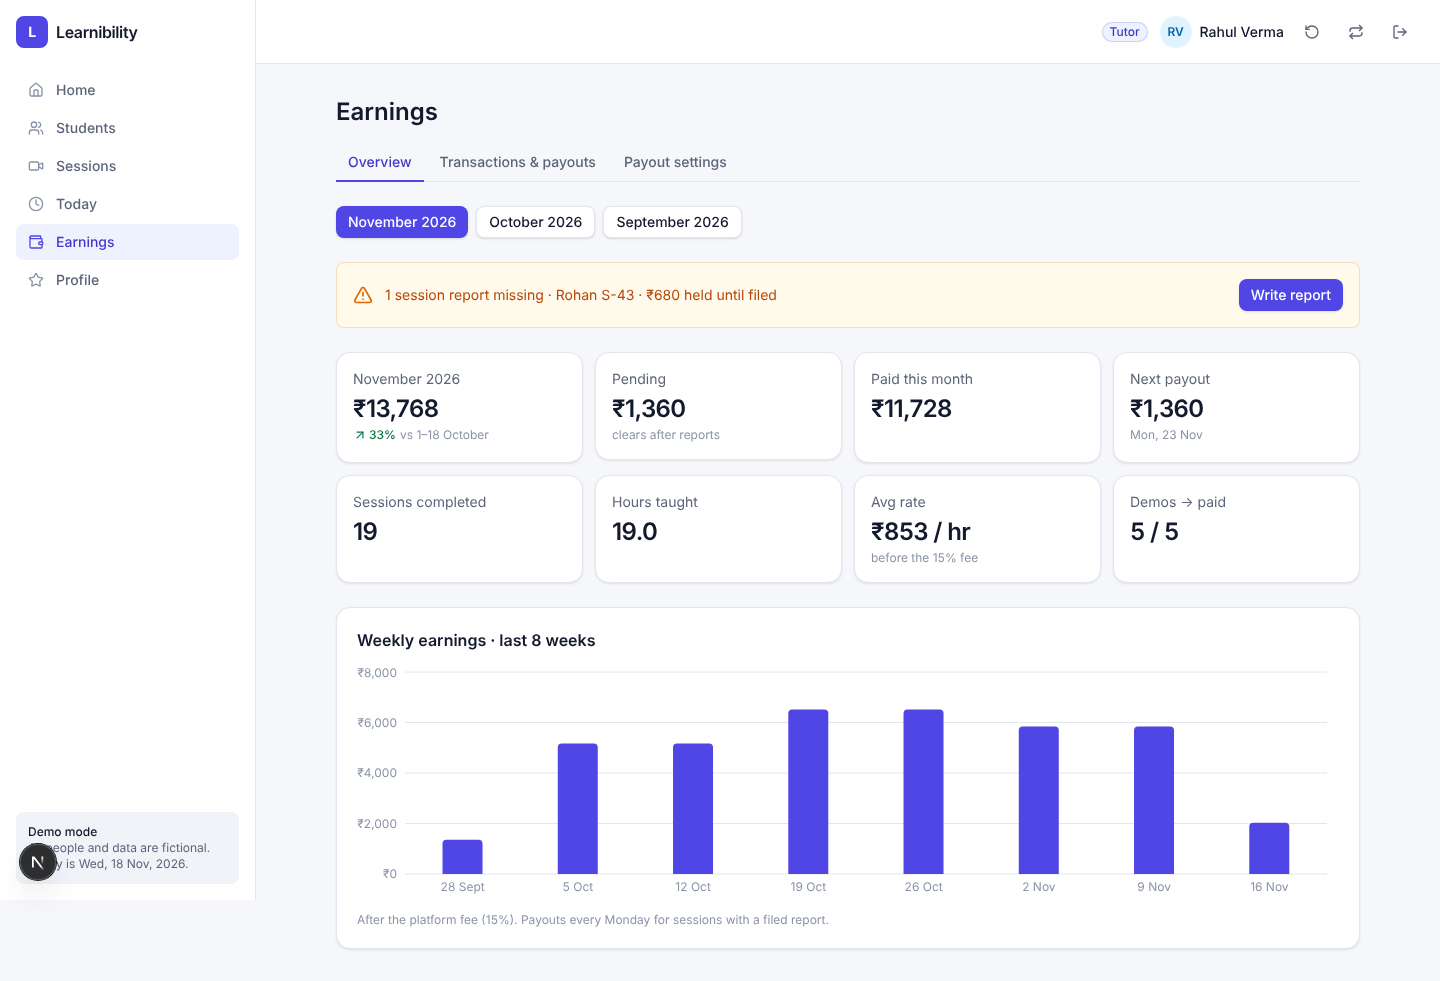 L Learnibility
Tutor RV Rahul Verma
Home
Students
Sessions
Today
Earnings
Profile
Demo mode
people and data are fictional.
is Wed, 18 Nov, 2026.
N
Earnings
Overview Transactions & payouts Payout settings
November 2026 October 2026 September 2026
1 session report missing · Rohan S-43 · ₹680 held until filed Write report
November 2026
₹13,768
33% vs 1–18 October
Pending
₹1,360
clears after reports
Paid this month
₹11,728
Next payout
₹1,360
Mon, 23 Nov
Sessions completed
19
Hours taught
19.0
Avg rate
₹853 / hr
before the 15% fee
Demos → paid
5 / 5
Weekly earnings · last 8 weeks
₹8,000
₹6,000
₹4,000
₹2,000
₹0
28 Sept 5 Oct 12 Oct 19 Oct 26 Oct 2 Nov 9 Nov 16 Nov
After the platform fee (15%). Payouts every Monday for sessions with a filed report.